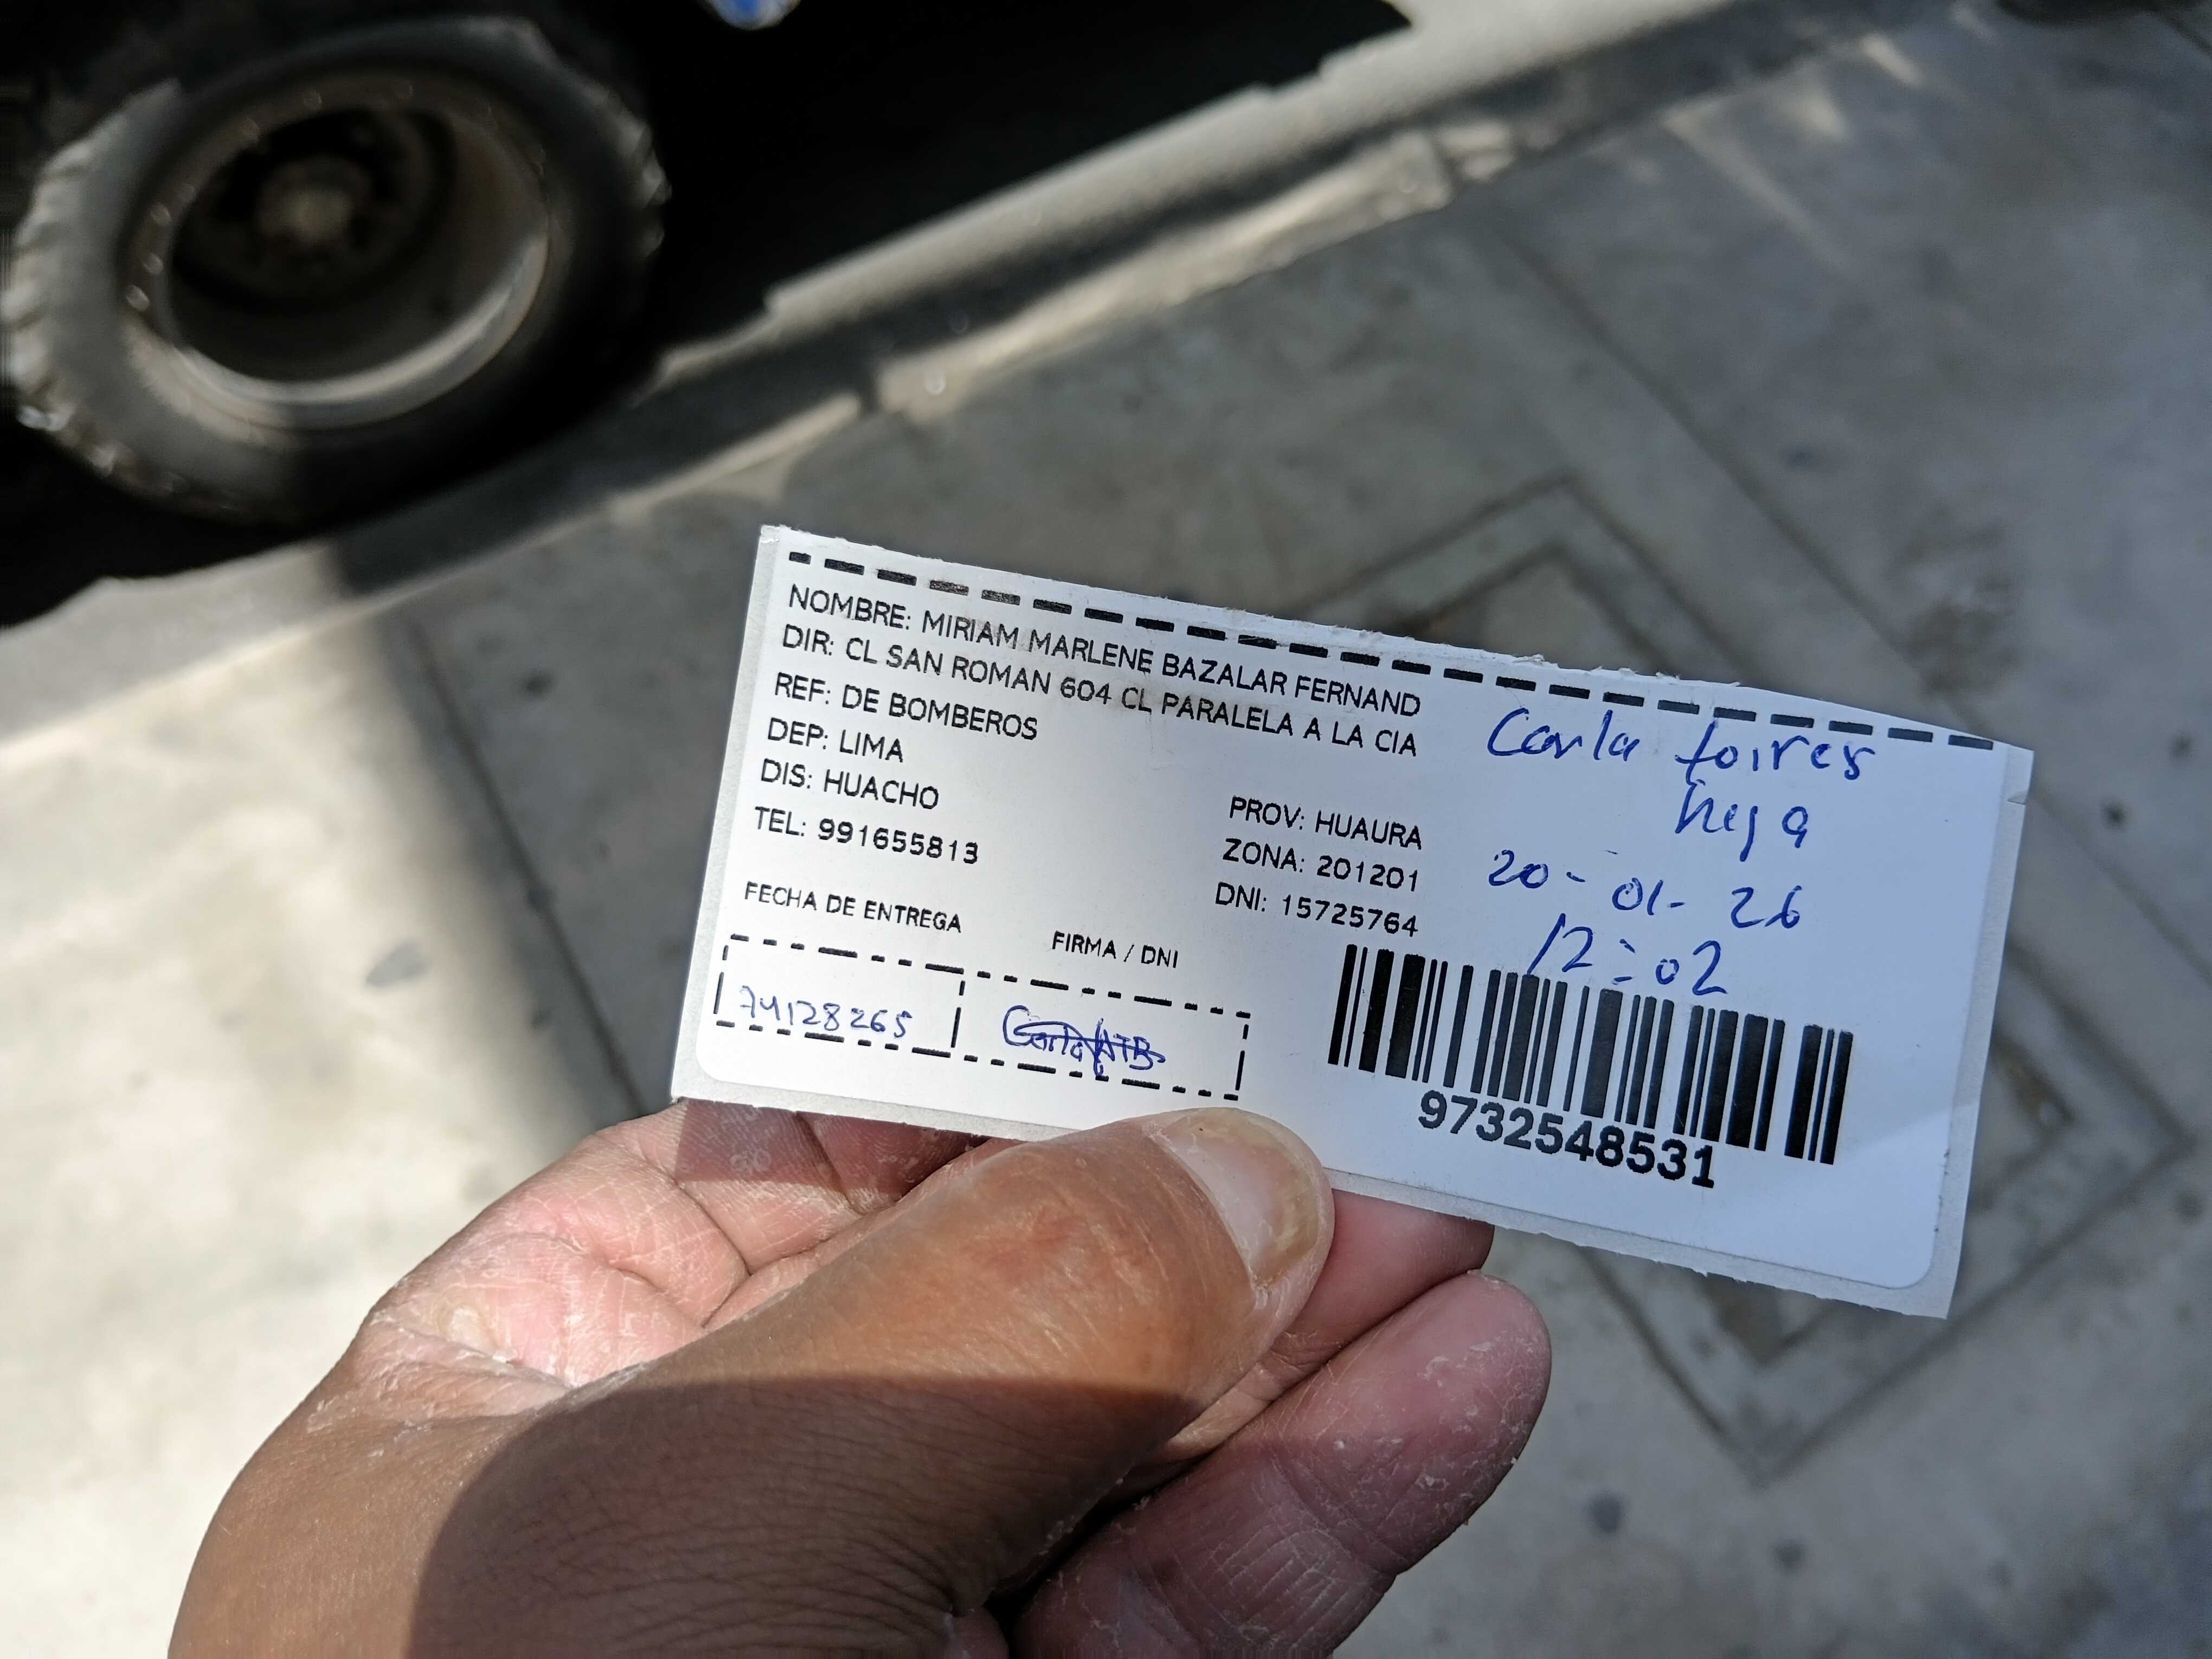 NOMBRE: MIRIAM MARLENE BAZALAR FERNAND
DIR: CL SAN ROMAN 604 CL PARALELA A LA CIA
REF: DE BOMBEROS
DEP: LIMA
DIS: HUACHO
PROV: HUAURA
TEL: 991655813
ZONA: 201201
DNI: 15725764
Carla
20-01-26
12:02
FECHA DE ENTREGA
FIRMA / DNI
74128265
9732548531